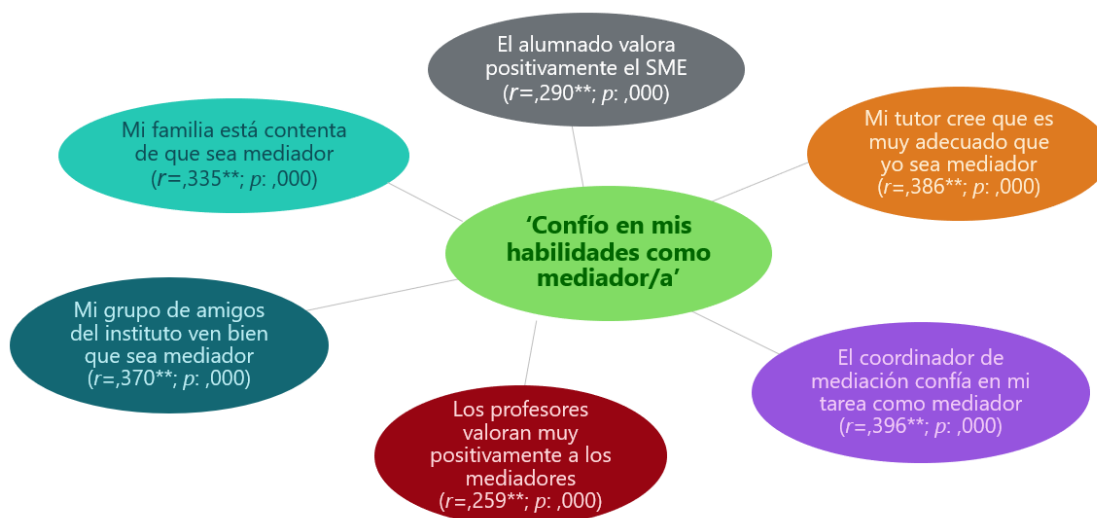 El alumnado valora
positivamente el SME
(r=,290**; p: ,000)
Mi familia está contenta
de que sea mediador
(r=,335**; p: ,000)
Mi tutor cree que es
muy adecuado que
yo sea mediador
(r=,386**; p: ,000)
‘Confío en mis
habilidades como
mediador/a’
Mi grupo de amigos
del instituto ven bien
que sea mediador
(r=,370**; p: ,000)
El coordinador de
mediación confía en mi
tarea como mediador
(r=,396**; p: ,000)
Los profesores
valoran muy
positivamente a los
mediadores
(r=,259**; p: ,000)